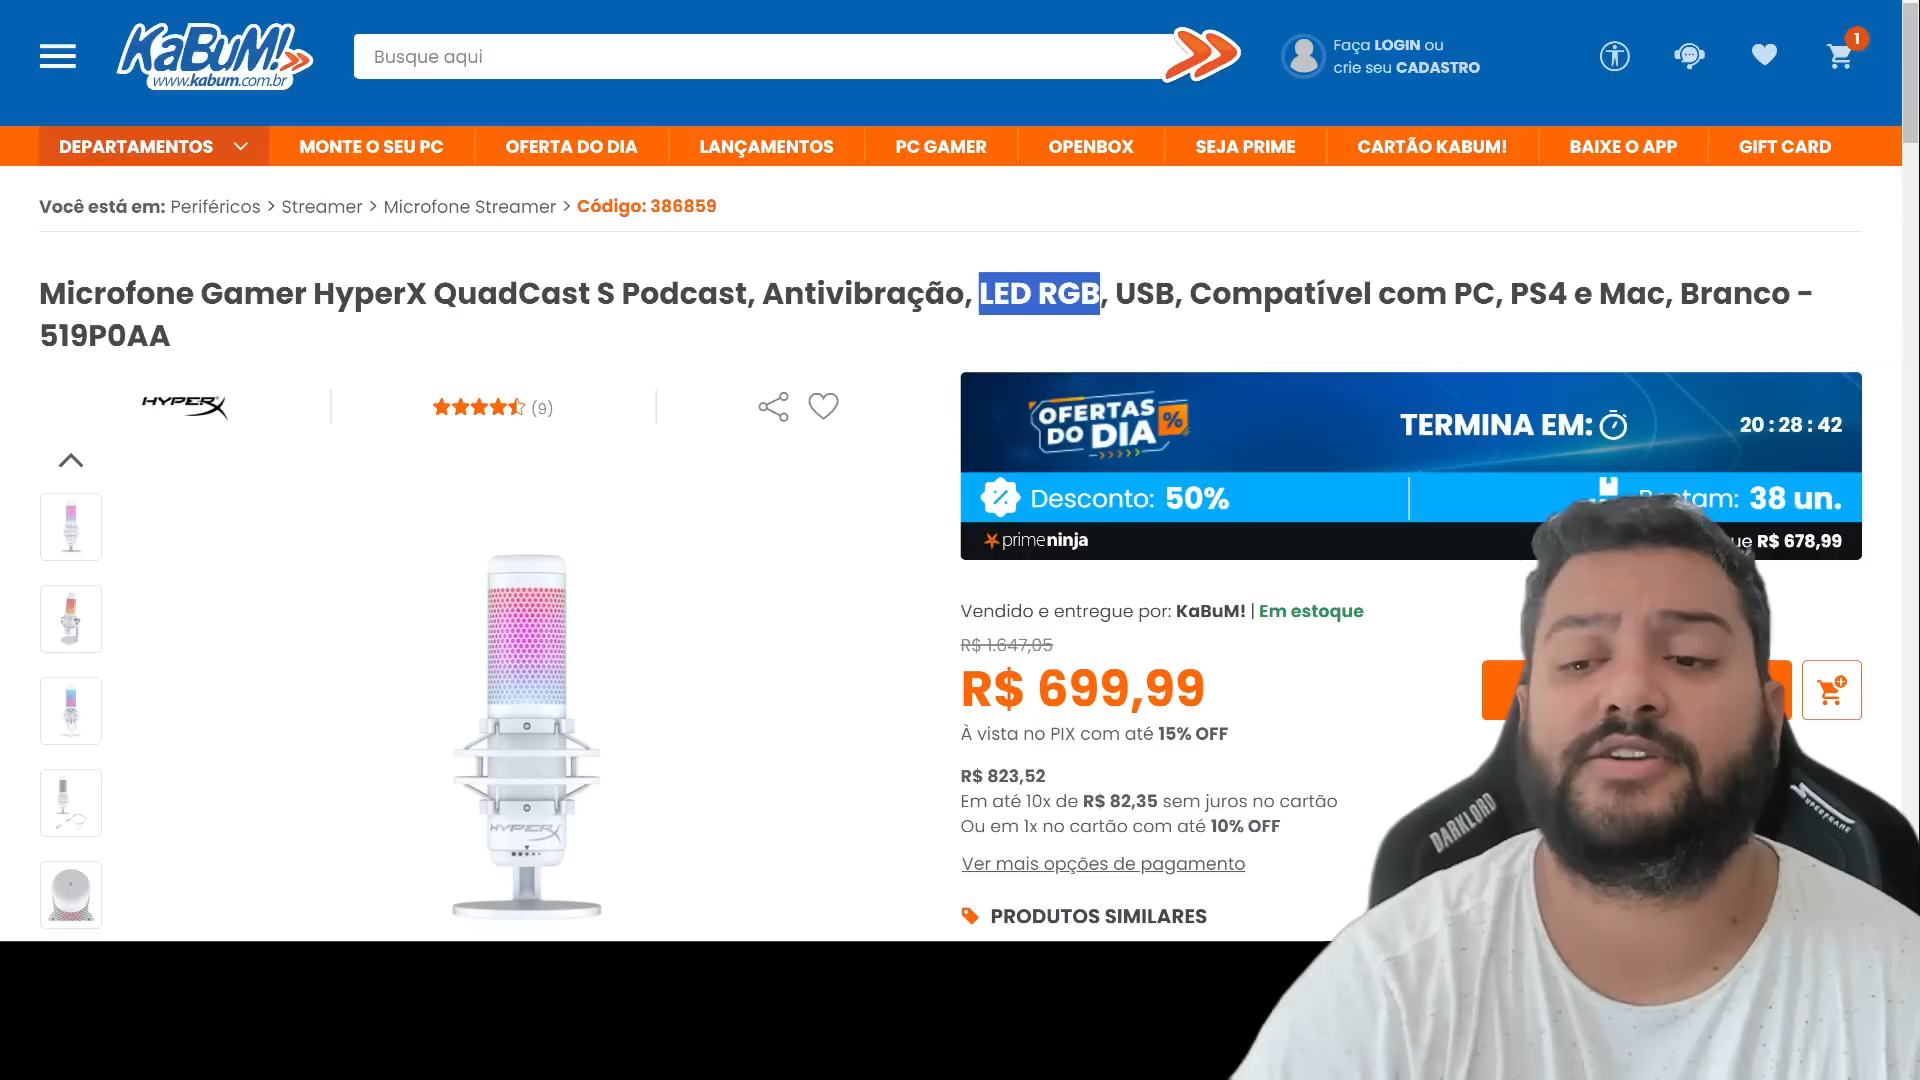 KaBuM!
www.kabum.com.br
Busque aqui
Faça LOGIN ou
crie seu CADASTRO
1
DEPARTAMENTOS
MONTE O SEU PC
OFERTA DO DIA
LANÇAMENTOS
PC GAMER
OPENBOX
SEJA PRIME
CARTÃO KABUM!
BAIXE O APP
GIFT CARD
Você está em: Periféricos > Streamer > Microfone Streamer > Código: 386859
Microfone Gamer HyperX QuadCast S Podcast, Antivibração, LED RGB, USB, Compatível com PC, PS4 e Mac, Branco -
519P0AA
HYPERX
(9)
OFERTAS
DO DIA
%
TERMINA EM:
20 : 28 : 42
Desconto: 50%
38 un.
primeninja
R$ 678,99
Vendido e entregue por: KaBuM! | Em estoque
R$ 1.647,05
R$ 699,99
À vista no PIX com até 15% OFF
R$ 823,52
Em até 10x de R$ 82,35 sem juros no cartão
Ou em 1x no cartão com até 10% OFF
Ver mais opções de pagamento
PRODUTOS SIMILARES
HYPERX
DARKLORD
SUPERFRAME